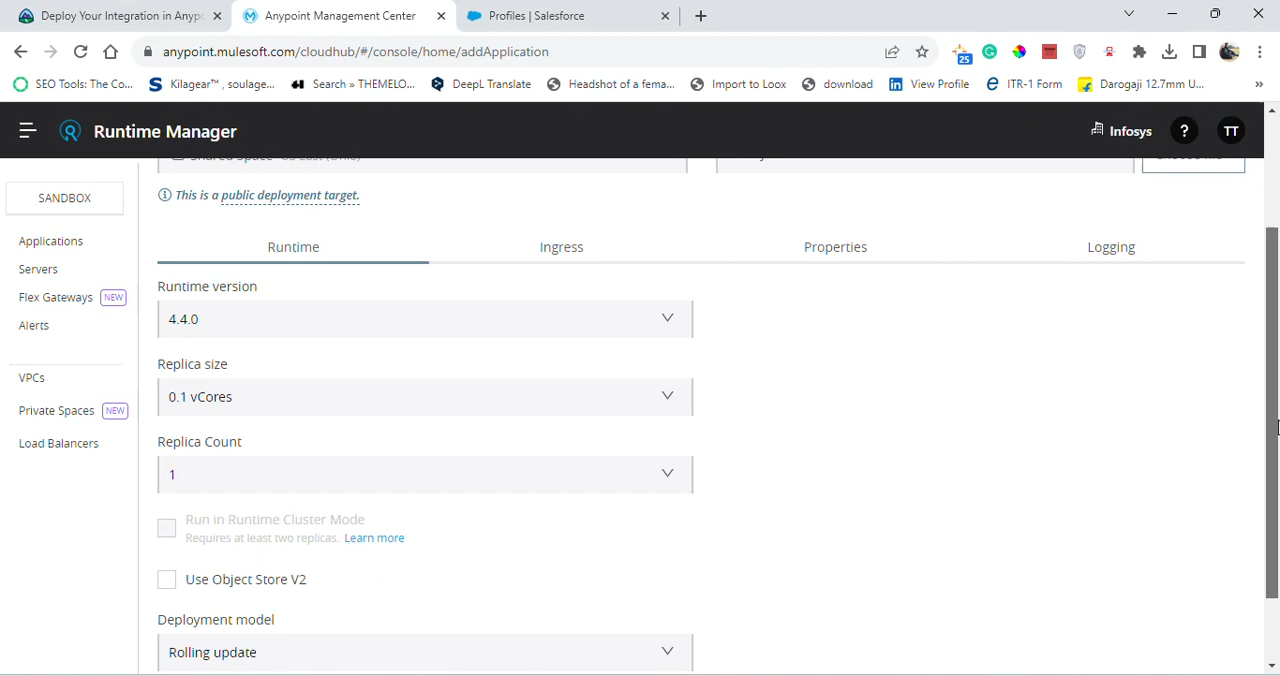 Deploy Your Integration in Anypo
Anypoint Management Center
Profiles | Salesforce
anypoint.mulesoft.com/cloudhub/#/console/home/addApplication
25
SEO Tools: The Co...
Kilagear™, soulage...
Search » THEMELO...
DeepL Translate
Headshot of a fema...
Import to Loox
download
View Profile
ITR-1 Form
Darogaji 12.7mm U...
Runtime Manager
Infosys
?
TT
SANDBOX
This is a public deployment target.
Applications
Servers
Flex Gateways NEW
Alerts
VPCs
Private Spaces NEW
Load Balancers
Runtime
Ingress
Properties
Logging
Runtime version
4.4.0
Replica size
0.1 vCores
Replica Count
1
Run in Runtime Cluster Mode
Requires at least two replicas. Learn more
Use Object Store V2
Deployment model
Rolling update